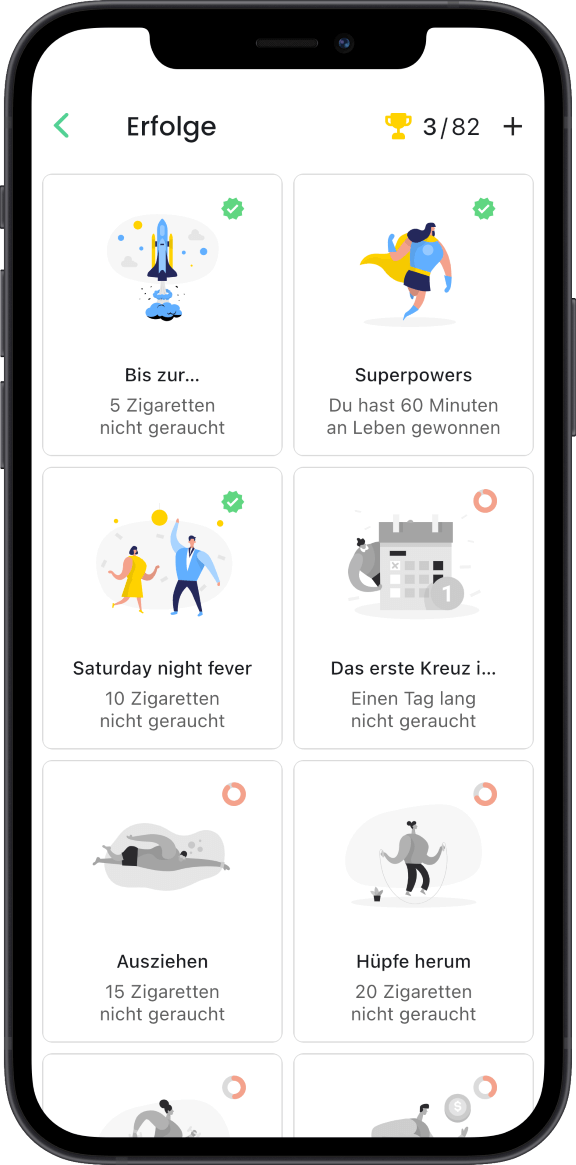 Erfolge
3/82
Bis zur...
5 Zigaretten
nicht geraucht
Superpowers
Du hast 60 Minuten
an Leben gewonnen
Saturday night fever
10 Zigaretten
nicht geraucht
1
Das erste Kreuz i...
Einen Tag lang
nicht geraucht
Ausziehen
15 Zigaretten
nicht geraucht
Hüpfe herum
20 Zigaretten
nicht geraucht
$